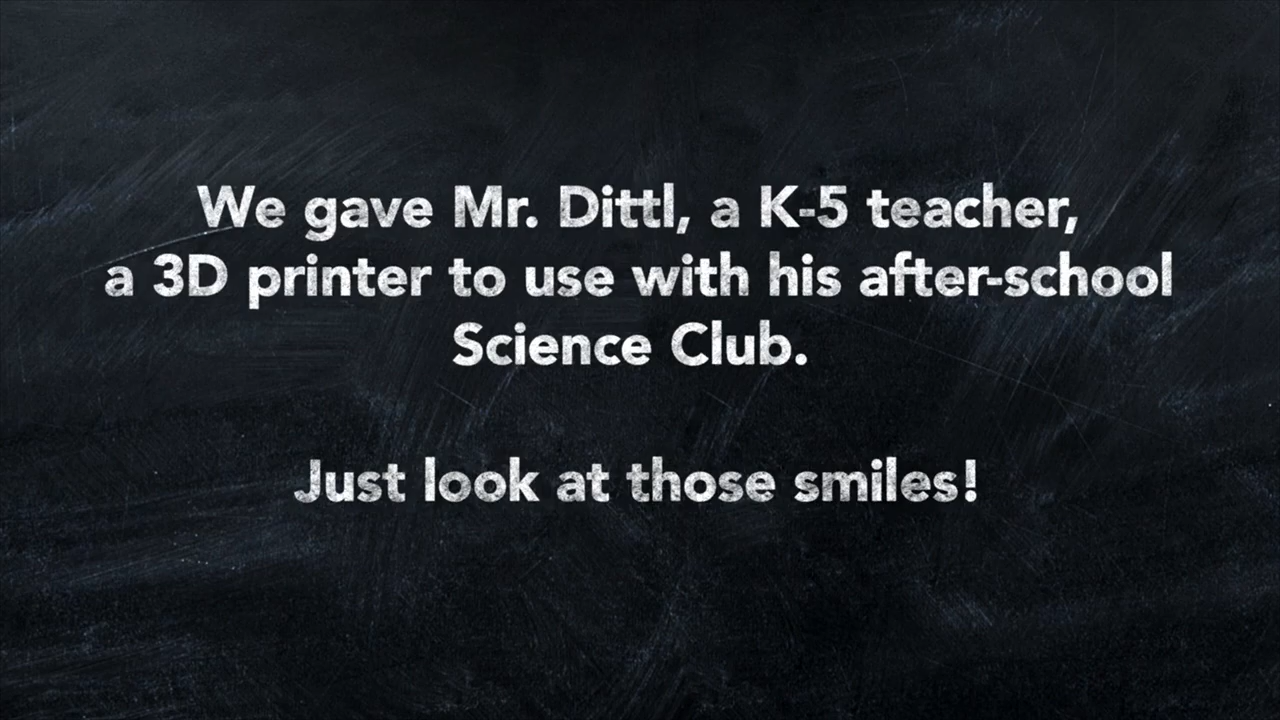 We gave Mr. Dittl, a K-5 teacher,
a 3D printer to use with his after-school
Science Club.
Just look at those smiles!